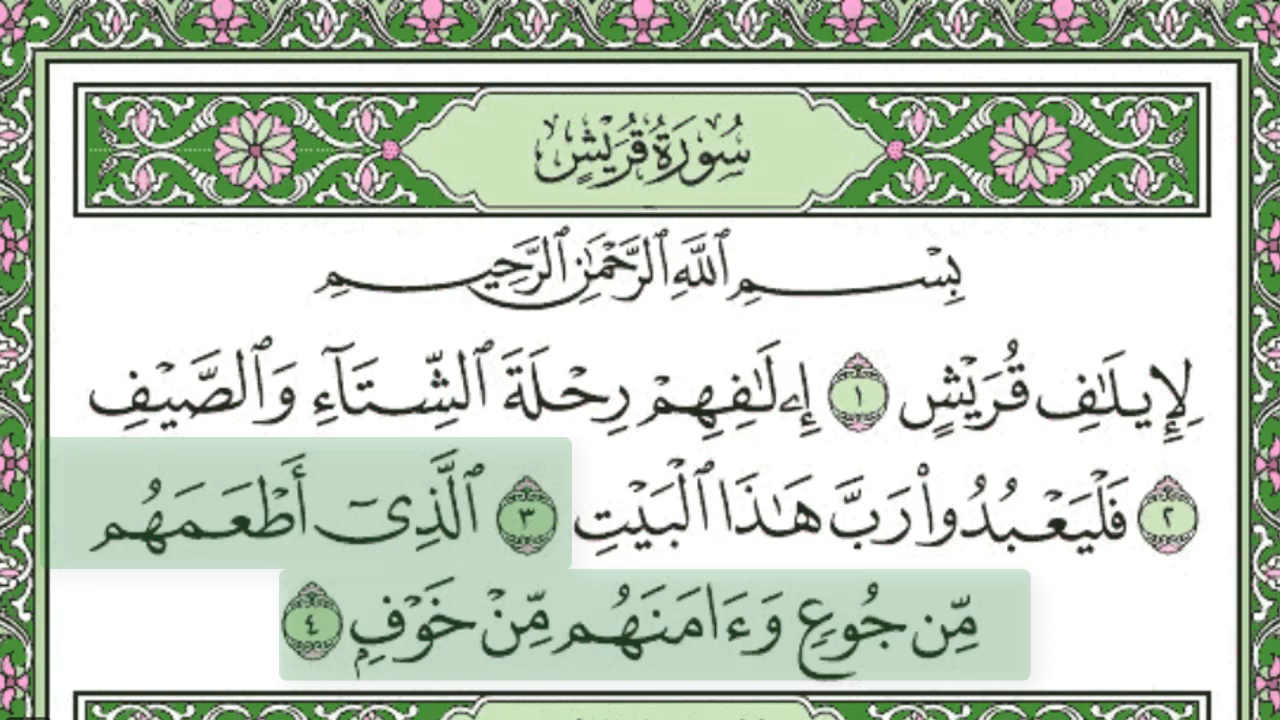 سُورَةُ قُرَيْشٍ
بِسْمِ ٱللَّهِ ٱلرَّحْمَٰنِ ٱلرَّحِيمِ
لِإِيلَٰفِ قُرَيْشٍ ١ إِۦلَٰفِهِمْ رِحْلَةَ ٱلشِّتَآءِ وَٱلصَّيْفِ
٢ فَلْيَعْبُدُوا۟ رَبَّ هَٰذَا ٱلْبَيْتِ ٣ ٱلَّذِىٓ أَطْعَمَهُم
مِّن جُوعٍ وَءَامَنَهُم مِّنْ خَوْفٍۭ ٤